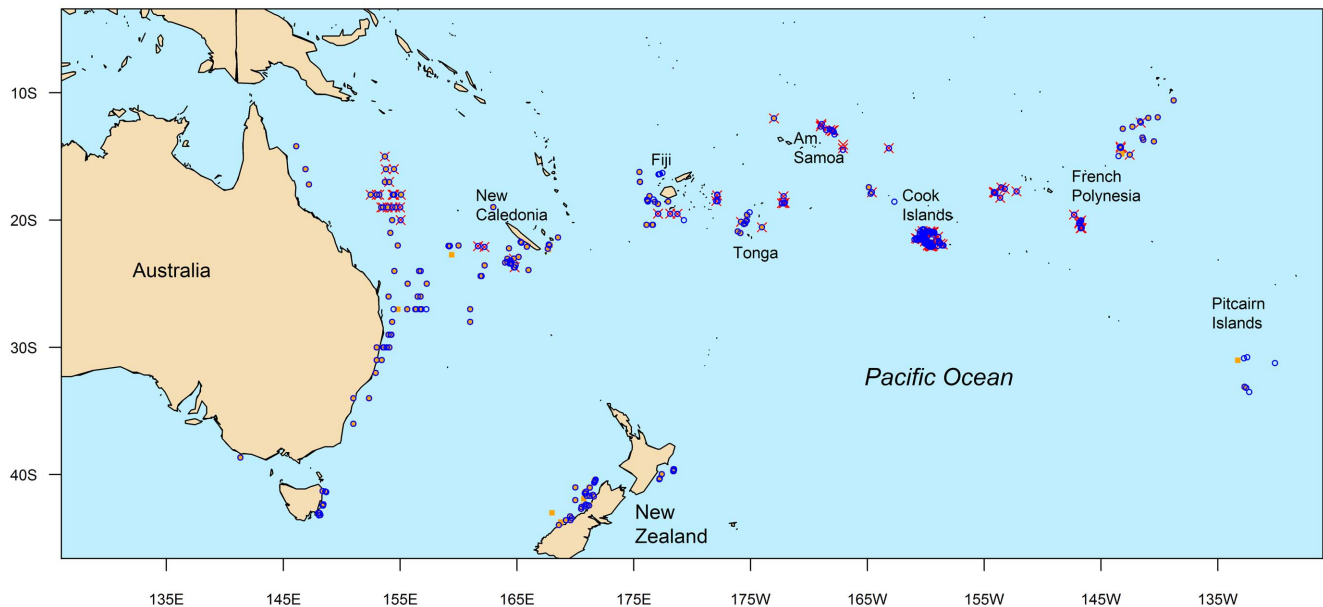 10S
20S
30S
40S
Am.
Samoa
Fiji
French
Polynesia
New
Caledonia
Cook
Islands
Tonga
Australia
Pitcairn
Islands
Pacific Ocean
New
Zealand
135E
145E
155E
165E
175E
175W
165W
155W
145W
135W